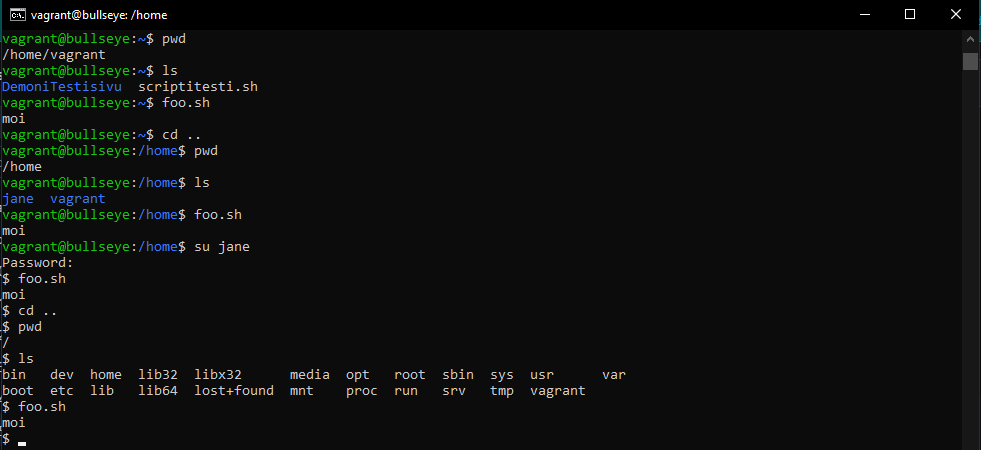 vagrant@bullseye: /home
vagrant@bullseye:~$ pwd
/home/vagrant
vagrant@bullseye:~$ ls
DemoniTestisivu  scriptitesti.sh
vagrant@bullseye:~$ foo.sh
moi
vagrant@bullseye:~$ cd ..
vagrant@bullseye:/home$ pwd
/home
vagrant@bullseye:/home$ ls
jane  vagrant
vagrant@bullseye:/home$ foo.sh
moi
vagrant@bullseye:/home$ su jane
Password:
$ foo.sh
moi
$ cd ..
$ pwd
/
$ ls
bin   dev  home  lib32  libx32      media  opt   root  sbin  sys  usr      var
boot  etc  lib   lib64  lost+found  mnt    proc  run   srv   tmp  vagrant
$ foo.sh
moi
$